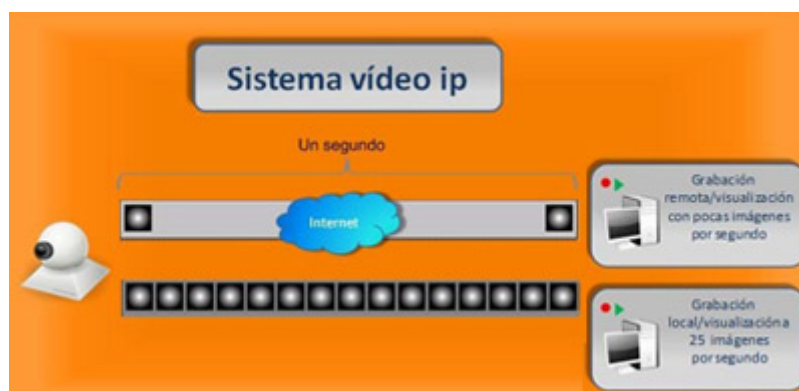 Sistema vídeo ip
Un segundo
Internet
Grabación
remota/visualización
con pocas imágenes
por segundo
Grabación
local/visualización a
25 imágenes
por segundo